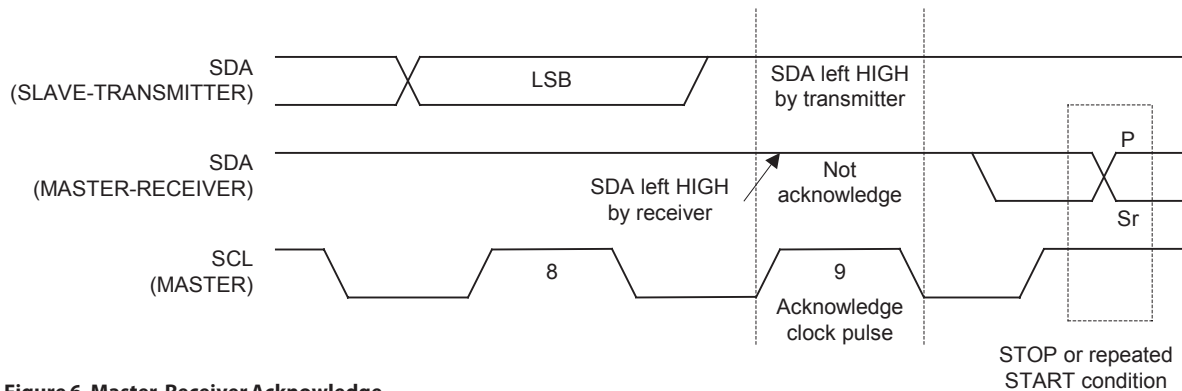 SDA
(SLAVE-TRANSMITTER)
LSB
SDA left HIGH
by transmitter
SDA
(MASTER-RECEIVER)
SDA left HIGH
by receiver
Not
acknowledge
P
Sr
SCL
(MASTER)
8
9
Acknowledge
clock pulse
STOP or repeated
START condition
Figure 6. Master-Receiver Acknowledge